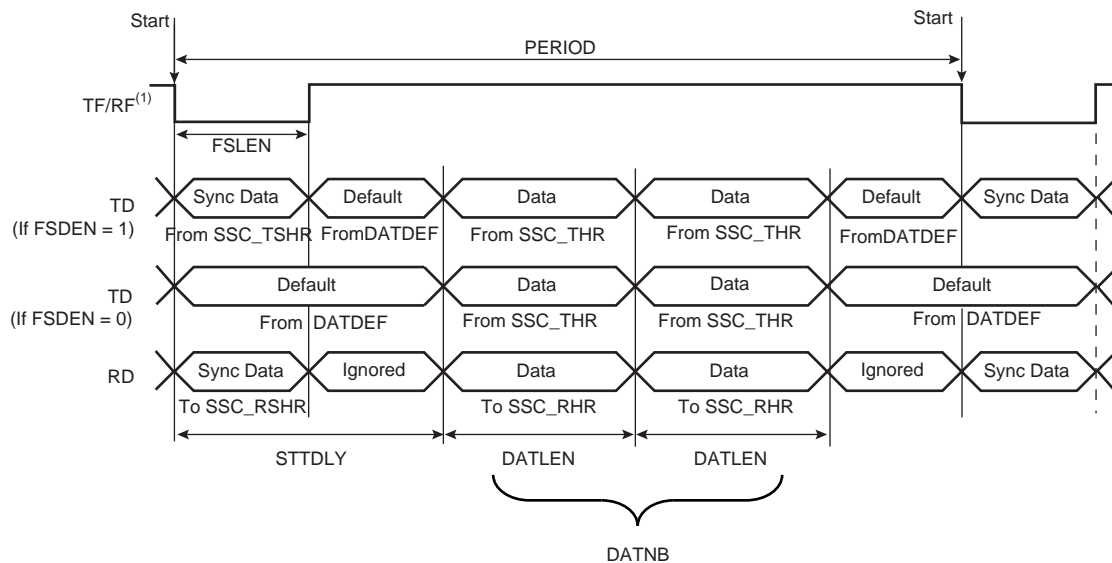 Start
Start
PERIOD
TF/RF(1)
FSLEN
TD
(If FSDEN = 1)
Sync Data
Default
Data
Data
Default
Sync Data
From SSC_TSHR
FromDATDEF
From SSC_THR
From SSC_THR
FromDATDEF
TD
(If FSDEN = 0)
Default
Data
Data
Default
From DATDEF
From SSC_THR
From SSC_THR
From DATDEF
RD
Sync Data
Ignored
Data
Data
Ignored
Sync Data
To SSC_RSHR
To SSC_RHR
To SSC_RHR
STTDLY
DATLEN
DATLEN
DATNB